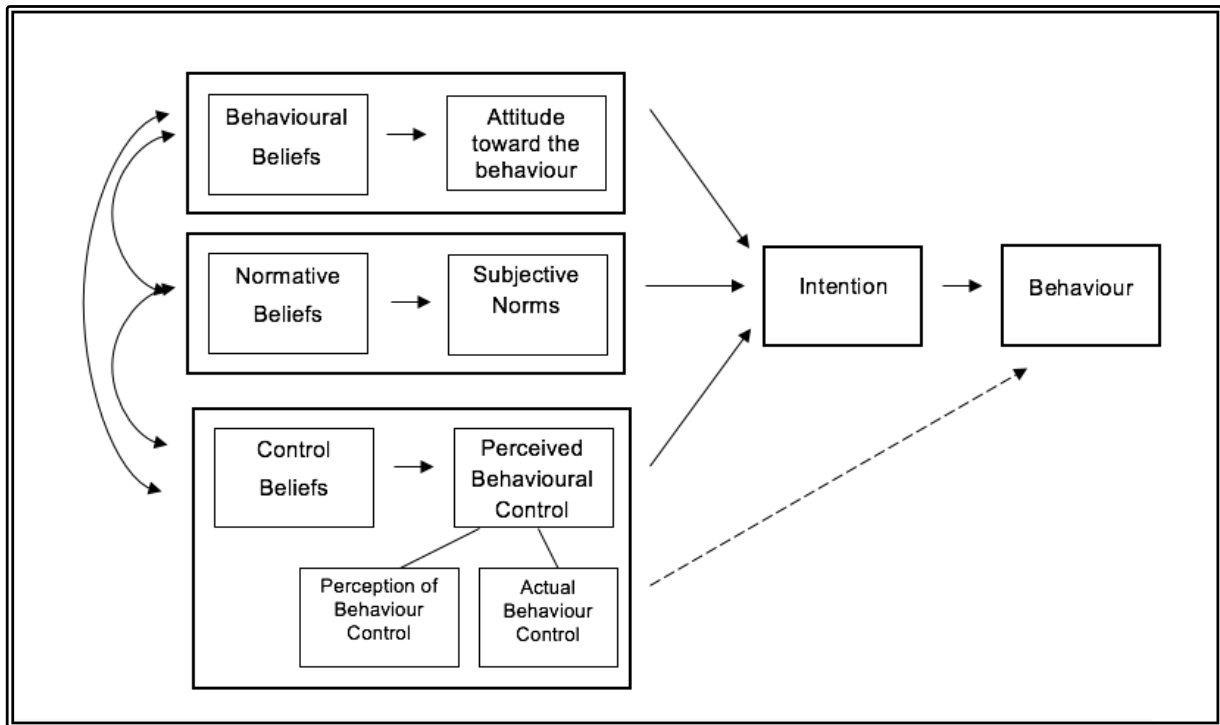 Behavioural
Beliefs
Attitude
toward the
behaviour
Normative
Beliefs
Subjective
Norms
Intention
Behaviour
Control
Beliefs
Perceived
Behavioural
Control
Perception of
Behaviour
Control
Actual
Behaviour
Control